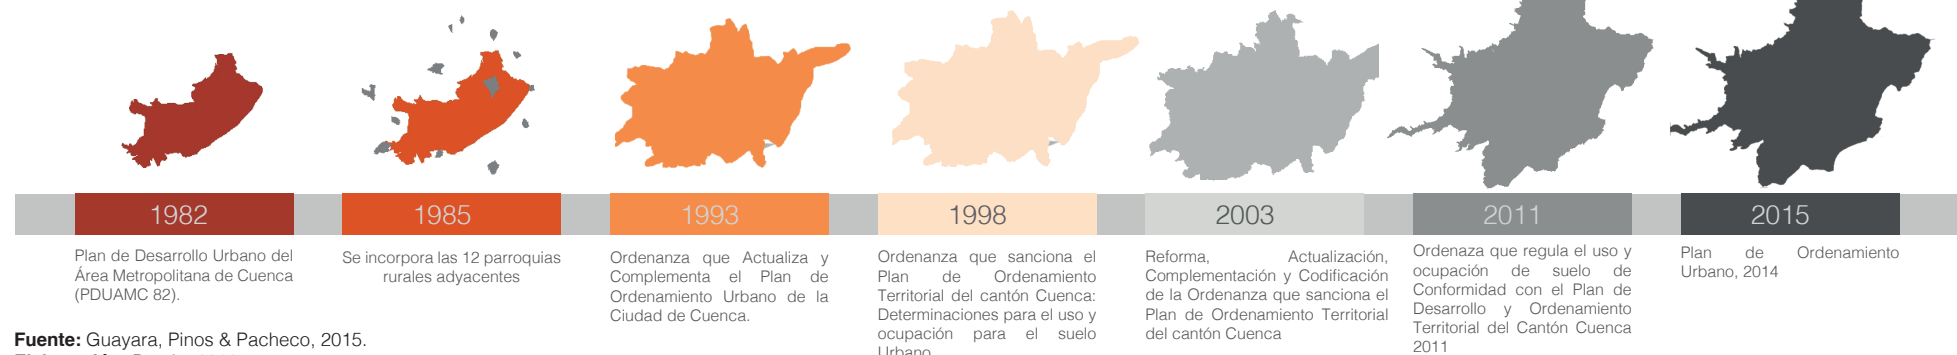 1982
Plan de Desarrollo Urbano del
Área Metropolitana de Cuenca
(PDUAMC 82).
1985
Se incorpora las 12 parroquias
rurales adyacentes
1993
Ordenanza que Actualiza y
Complementa el Plan de
Ordenamiento Urbano de la
Ciudad de Cuenca.
1998
Ordenanza que sanciona el
Plan de Ordenamiento
Territorial del cantón Cuenca:
Determinaciones para el uso y
ocupación para el suelo
Urbano
2003
Reforma, Actualización,
Complementación y Codificación
de la Ordenanza que sanciona el
Plan de Ordenamiento Territorial
del cantón Cuenca
2011
Ordenaza que regula el uso y
ocupación de suelo de
Conformidad con el Plan de
Desarrollo y Ordenamiento
Territorial del Cantón Cuenca
2011
2015
Plan de Ordenamiento
Urbano, 2014
Fuente: Guayara, Pinos & Pacheco, 2015.